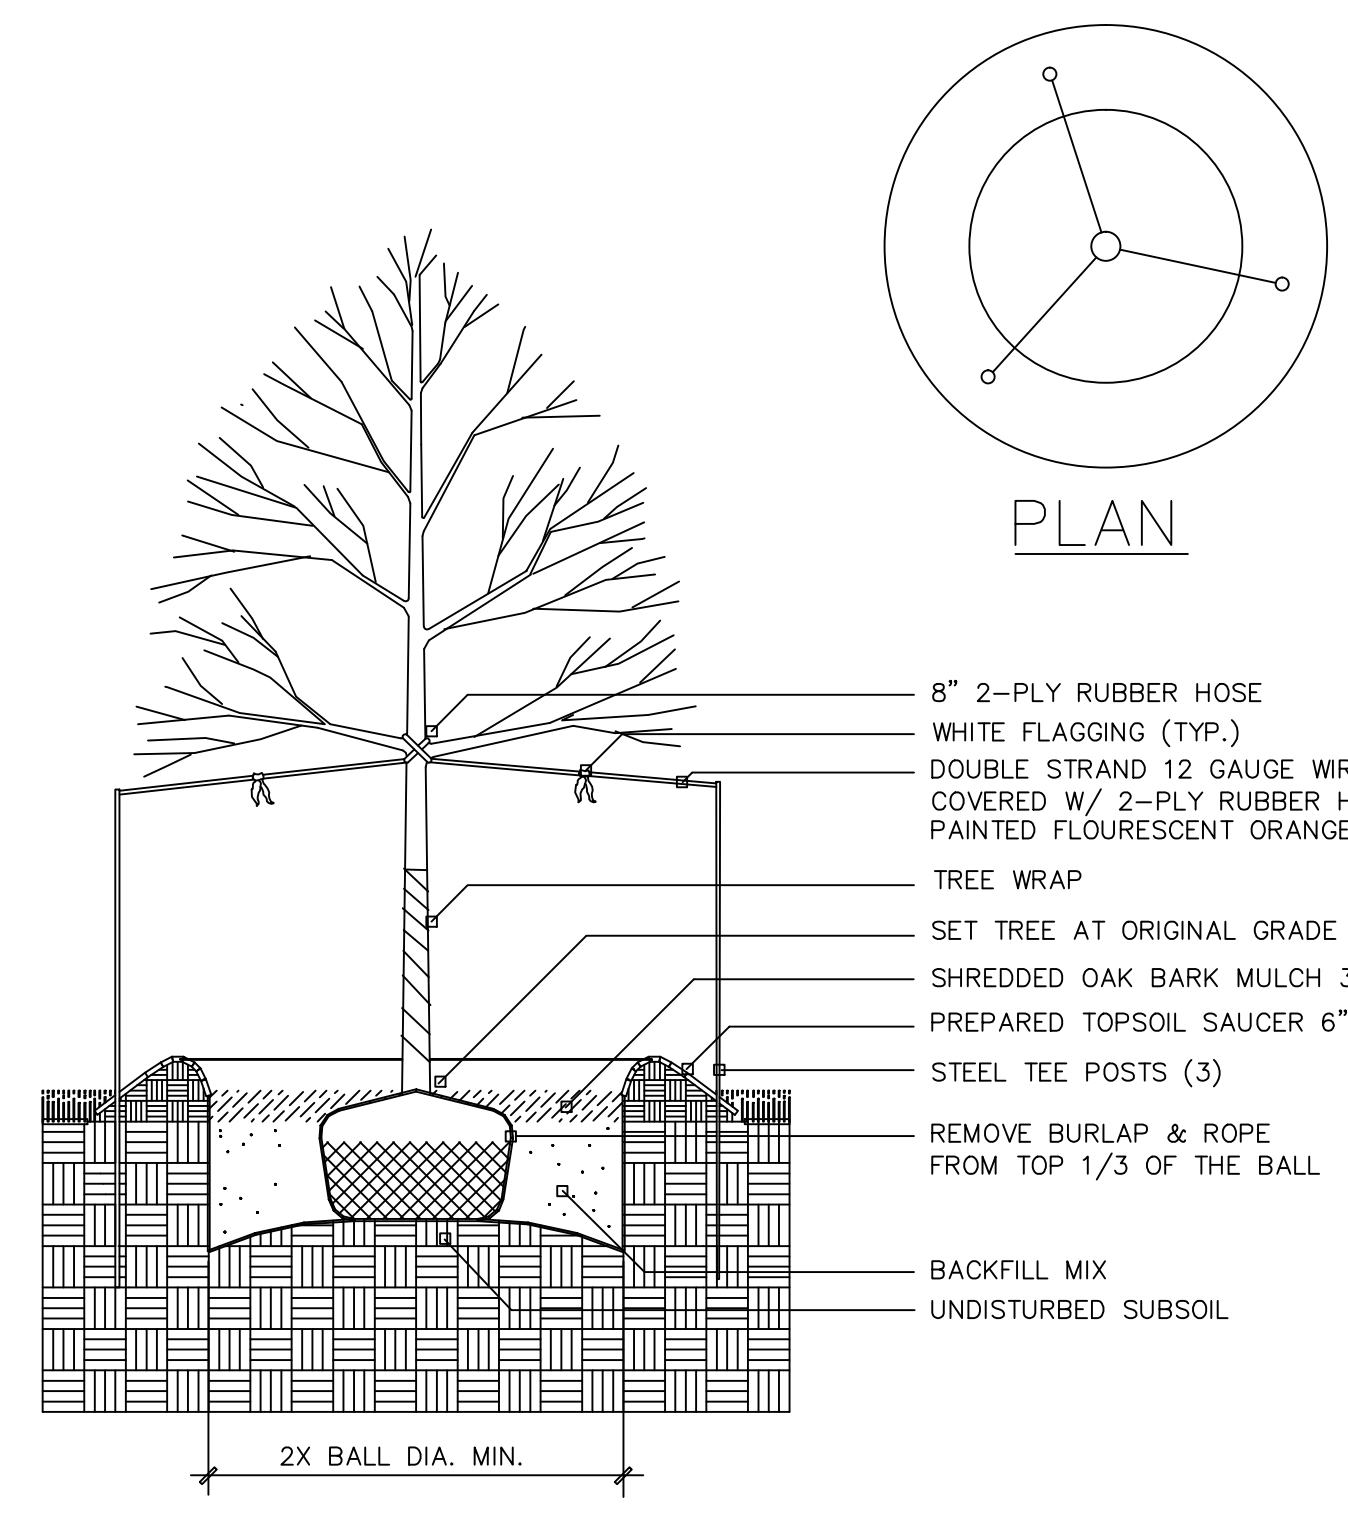 PLAN
8” 2–PLY RUBBER HOSE
WHITE FLAGGING (TYP.)
DOUBLE STRAND 12 GAUGE
COVERED W/ 2–PLY RUBBER
PAINTED FLOURESCENT ORANGE
TREE WRAP
SET TREE AT ORIGINAL GRADE
SHREDDED OAK BARK MULCH
PREPARED TOPSOIL SAUCER 6”
STEEL TEE POSTS (3)
REMOVE BURLAP & ROPE
FROM TOP 1/3 OF THE BALL
BACKFILL MIX
UNDISTURBED SUBSOIL
2X BALL DIA. MIN.